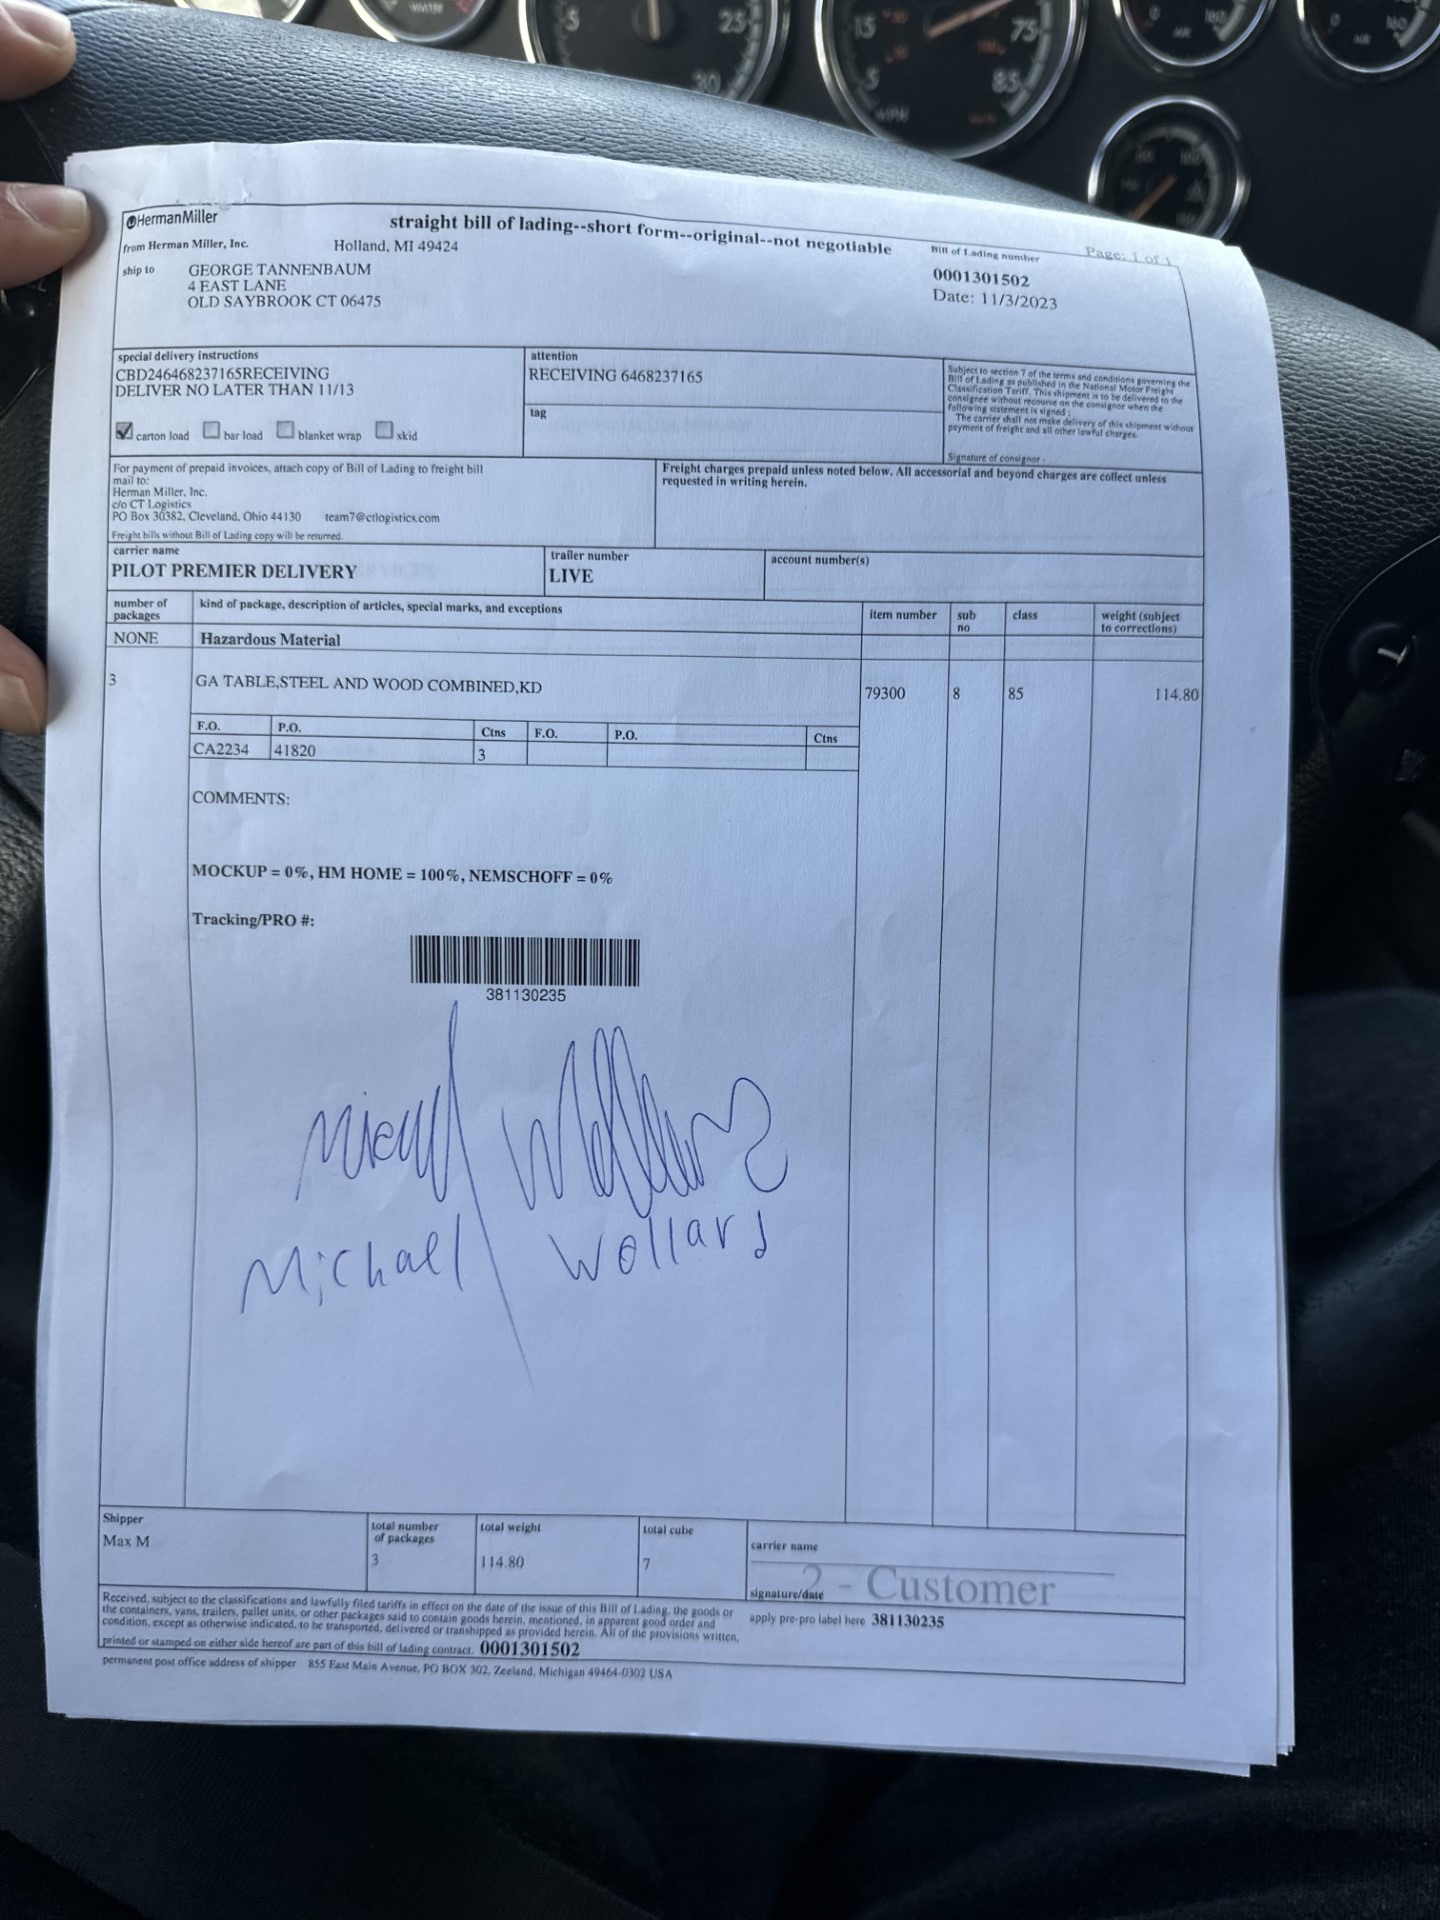 WATER
5
25
30
15
75
5
85
MPH
0
160
AIR
0
160
AIR
HermanMiller
straight bill of lading--short form--original--not negotiable
Bill of Lading number
Page: 1 of 1
from Herman Miller, Inc.
Holland, MI 49424
0001301502
Date: 11/3/2023
ship to
GEORGE TANNENBAUM
4 EAST LANE
OLD SAYBROOK CT 06475
special delivery instructions
CBD246468237165RECEIVING
DELIVER NO LATER THAN 11/13
carton load bar load blanket wrap skid
attention
RECEIVING 6468237165
tag
Subject to section 7 of the terms and conditions governing the
Bill of Lading as published in the National Motor Freight
Classification Tariff. This shipment is to be delivered to the
consignee without recourse on the consignor when the
following statement is signed :
The carrier shall not make delivery of this shipment without
payment of freight and all other lawful charges.
Signature of consignor -
For payment of prepaid invoices, attach copy of Bill of Lading to freight bill
mail to:
Herman Miller, Inc.
c/o CT Logistics
PO Box 30382, Cleveland, Ohio 44130 team7@ctlogistics.com
Freight bills without Bill of Lading copy will be returned.
Freight charges prepaid unless noted below. All accessorial and beyond charges are collect unless
requested in writing herein.
carrier name
PILOT PREMIER DELIVERY
trailer number
LIVE
account number(s)
number of
packages
kind of package, description of articles, special marks, and exceptions
item number
sub
no
class
weight (subject
to corrections)
NONE
Hazardous Material
3
GA TABLE,STEEL AND WOOD COMBINED,KD
79300
8
85
114.80
F.O. P.O. Ctns F.O. P.O. Ctns
CA2234 41820 3
COMMENTS:
MOCKUP = 0%, HM HOME = 100%, NEMSCHOFF = 0%
Tracking/PRO #:
381130235
Michael Wollard
Shipper
Max M
total number
of packages
3
total weight
114.80
total cube
7
carrier name
signature/date
2 - Customer
Received, subject to the classifications and lawfully filed tariffs in effect on the date of the issue of this Bill of Lading, the goods or
the containers, vans, trailers, pallet units, or other packages said to contain goods herein, mentioned, in apparent good order and
condition, except as otherwise indicated, to be transported, delivered or transhipped as provided herein. All of the provisions written,
printed or stamped on either side hereof are part of this bill of lading contract. 0001301502
apply pre-pro label here 381130235
permanent post office address of shipper 855 East Main Avenue, PO BOX 302, Zeeland, Michigan 49464-0302 USA